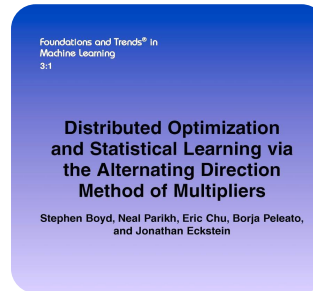 Foundations and Trends® in
Machine Learning
3:1
Distributed Optimization
and Statistical Learning via
the Alternating Direction
Method of Multipliers
Stephen Boyd, Neal Parikh, Eric Chu, Borja Peleato,
and Jonathan Eckstein